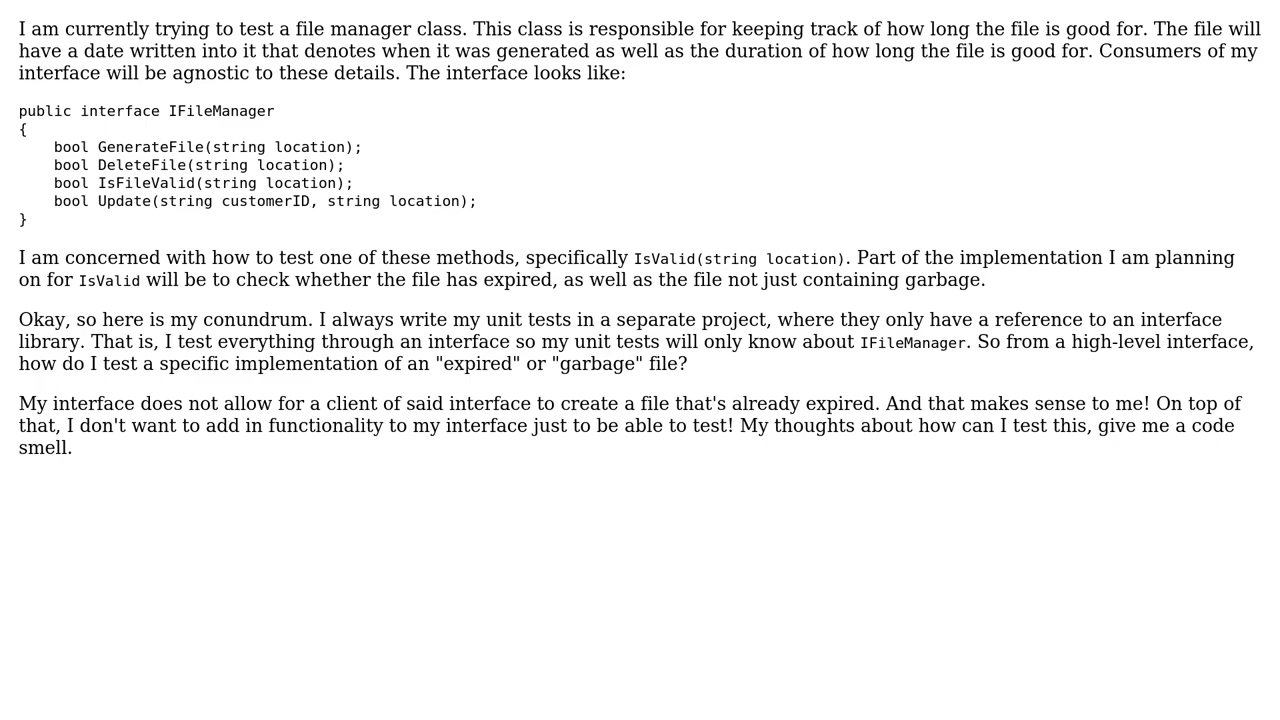 I am currently trying to test a file manager class. This class is responsible for keeping track of how long the file is good for. The file will
have a date written into it that denotes when it was generated as well as the duration of how long the file is good for. Consumers of my
interface will be agnostic to these details. The interface looks like:
public interface IFileManager
{
    bool GenerateFile(string location);
    bool DeleteFile(string location);
    bool IsFileValid(string location);
    bool Update(string customerID, string location);
}
I am concerned with how to test one of these methods, specifically IsValid(string location). Part of the implementation I am planning
on for IsValid will be to check whether the file has expired, as well as the file not just containing garbage.
Okay, so here is my conundrum. I always write my unit tests in a separate project, where they only have a reference to an interface
library. That is, I test everything through an interface so my unit tests will only know about IFileManager. So from a high-level interface,
how do I test a specific implementation of an "expired" or "garbage" file?
My interface does not allow for a client of said interface to create a file that's already expired. And that makes sense to me! On top of
that, I don't want to add in functionality to my interface just to be able to test! My thoughts about how can I test this, give me a code
smell.